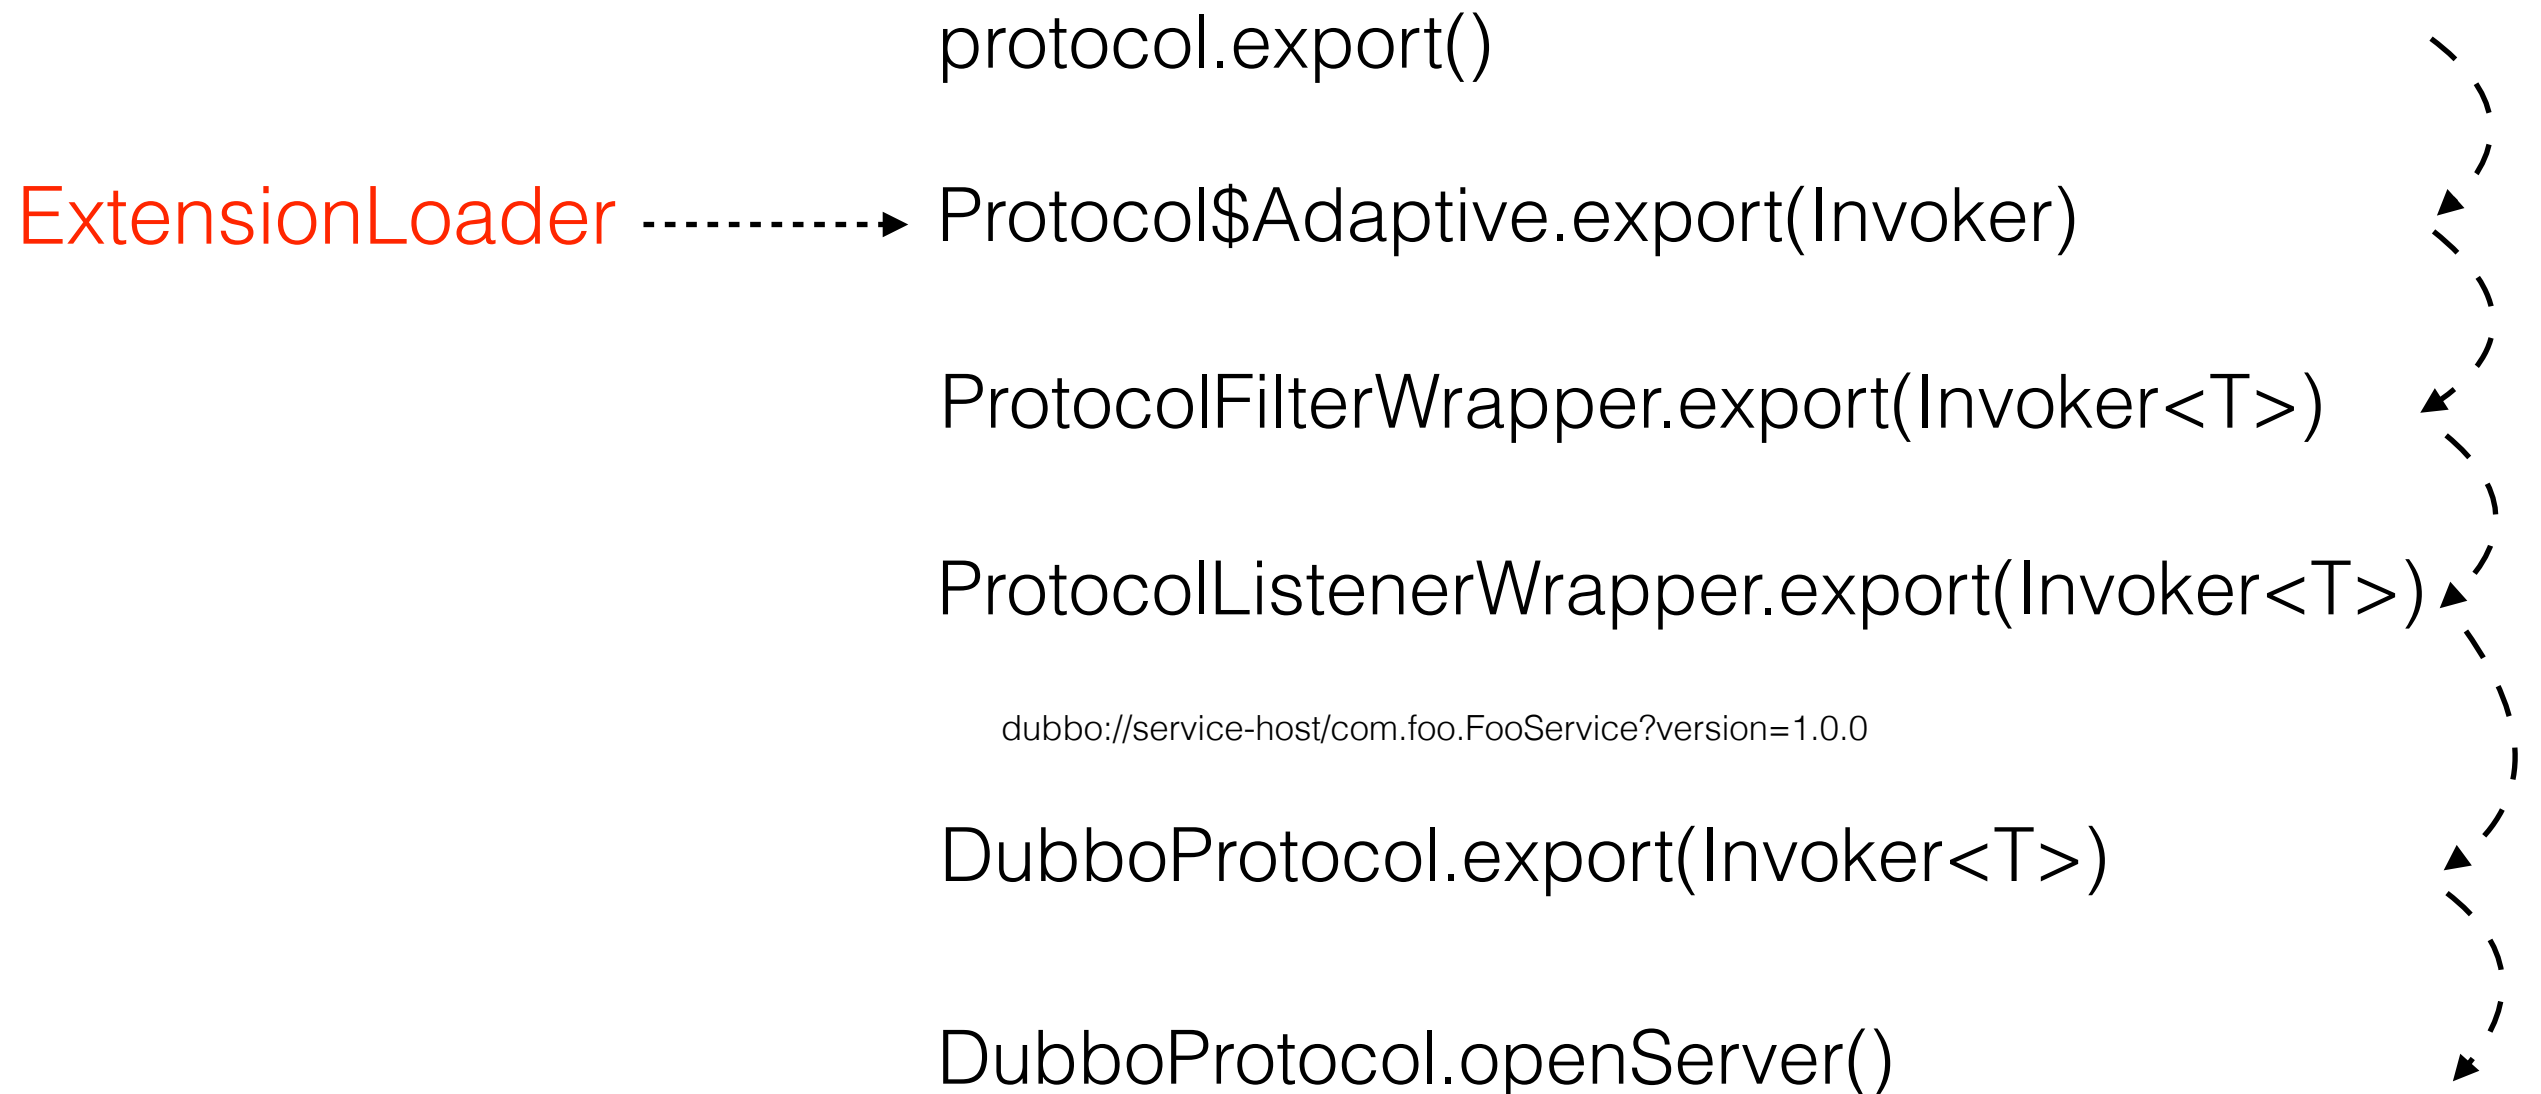 protocol.export()
ExtensionLoader
Protocol$Adaptive.export(Invoker)
ProtocolFilterWrapper.export(Invoker<T>)
ProtocolListenerWrapper.export(Invoker<T>)
dubbo://service-host/com.foo.FooService?version=1.0.0
DubboProtocol.export(Invoker<T>)
DubboProtocol.openServer()